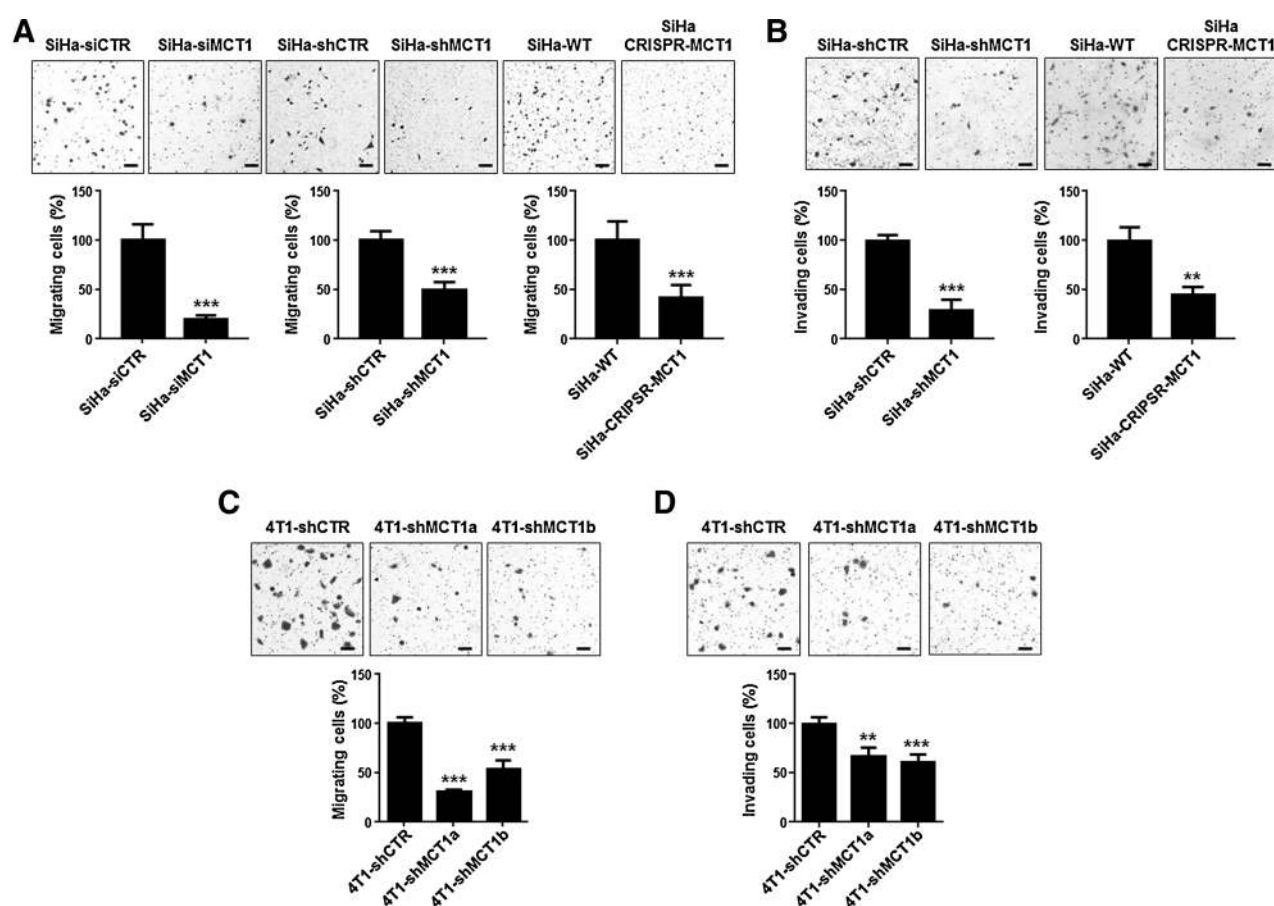 A
SiHa-siCTR
SiHa-siMCT1
SiHa-shCTR
SiHa-shMCT1
SiHa-WT
SiHa
CRISPR-MCT1
Migrating cells (%)
150
100
50
0
***
SiHa-siCTR
SiHa-siMCT1
Migrating cells (%)
150
100
50
0
***
SiHa-shCTR
SiHa-shMCT1
Migrating cells (%)
150
100
50
0
***
SiHa-WT
SiHa-CRIPSR-MCT1
B
SiHa-shCTR
SiHa-shMCT1
SiHa-WT
SiHa
CRISPR-MCT1
Invading cells (%)
150
100
50
0
***
SiHa-shCTR
SiHa-shMCT1
Invading cells (%)
150
100
50
0
**
SiHa-WT
SiHa-CRIPSR-MCT1
C
4T1-shCTR
4T1-shMCT1a
4T1-shMCT1b
Migrating cells (%)
150
100
50
0
***
***
4T1-shCTR
4T1-shMCT1a
4T1-shMCT1b
D
4T1-shCTR
4T1-shMCT1a
4T1-shMCT1b
Invading cells (%)
150
100
50
0
**
***
4T1-shCTR
4T1-shMCT1a
4T1-shMCT1b